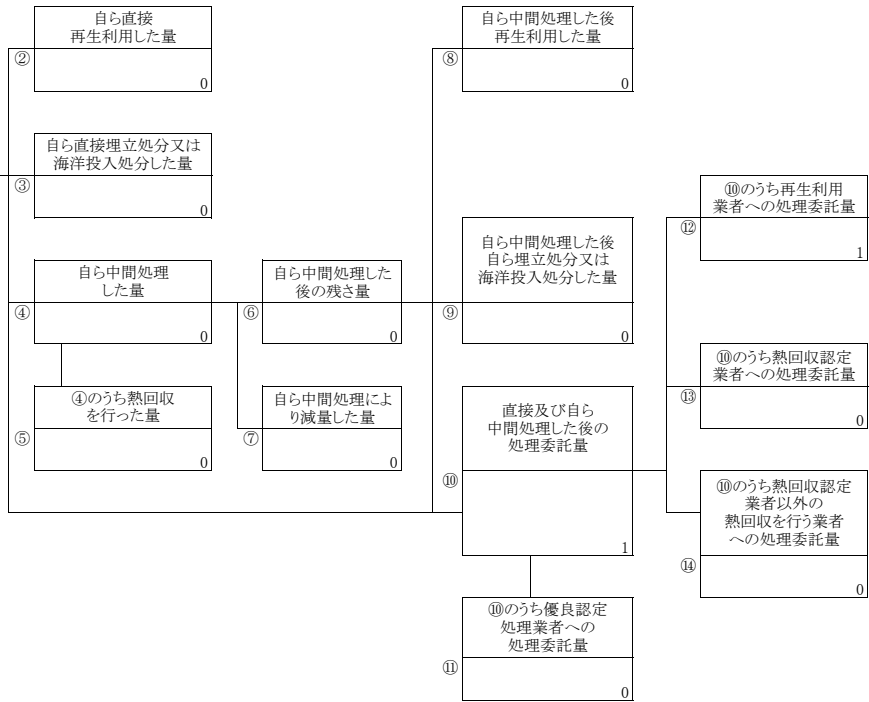 自ら直接
再生利用した量
②
0
自ら直接埋立処分又は
海洋投入処分した量
③
0
自ら中間処理
した量
④
0
④のうち熱回収
を行った量
⑤
0
自ら中間処理した
後の残さ量
⑥
0
自ら中間処理によ
り減量した量
⑦
0
自ら中間処理した後
再生利用した量
⑧
0
自ら中間処理した後
自ら埋立処分又は
海洋投入処分した量
⑨
0
直接及び自ら
中間処理した後の
処理委託量
⑩
1
⑩のうち優良認定
処理業者への
処理委託量
⑪
0
⑩のうち再生利用
業者への処理委託量
⑫
1
⑩のうち熱回収認定
業者への処理委託量
⑬
0
⑩のうち熱回収認定
業者以外の
熱回収を行う業者
への処理委託量
⑭
0